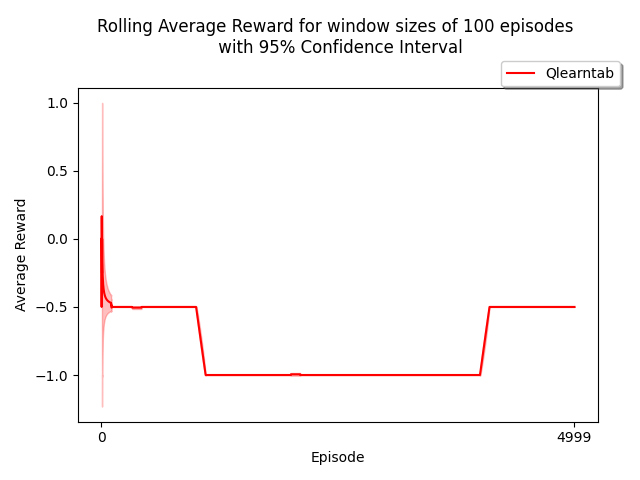 Rolling Average Reward for window sizes of 100 episodes
with 95% Confidence Interval
Qlearntab
1.0
0.5
0.0
−0.5
−1.0
Average Reward
0
4999
Episode